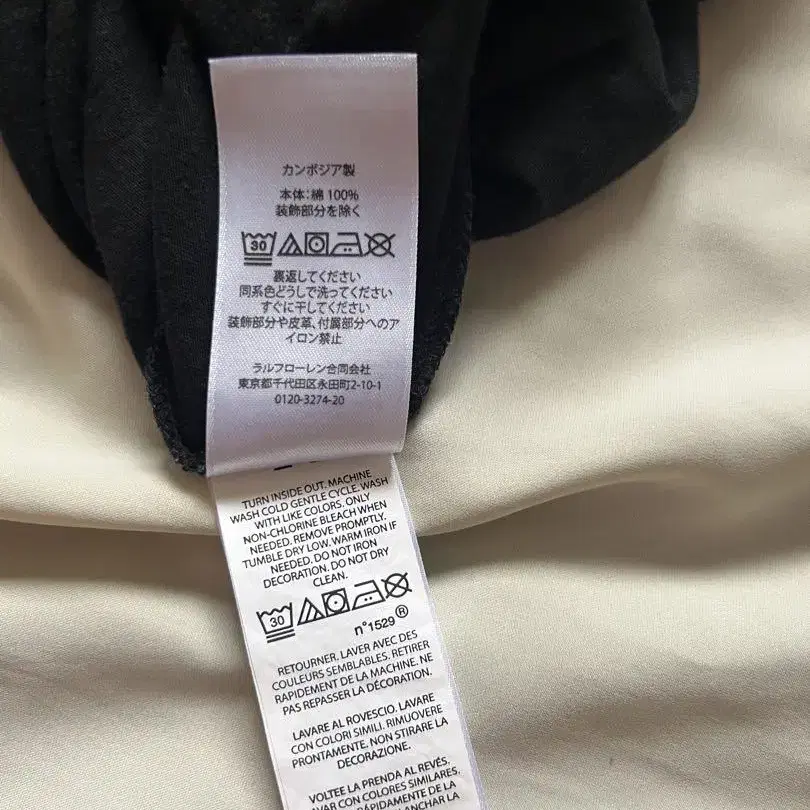 カンボジア製
本体:綿 100%
装飾部分を除く
30
裏返してください
同系色どうしで洗ってください
すぐに干してください
装飾部分や皮革、付属部分へのア
イロン禁止
ラルフローレン合同会社
東京都千代田区永田町2-10-1
0120-3274-20
TURN INSIDE OUT. MACHINE
WASH COLD GENTLE CYCLE. WASH
WITH LIKE COLORS. ONLY
NON-CHLORINE BLEACH WHEN
NEEDED. REMOVE PROMPTLY.
TUMBLE DRY LOW. WARM IRON IF
NEEDED. DO NOT IRON
DECORATION. DO NOT DRY
CLEAN.
30
n°1529 ®
RETOURNER, LAVER AVEC DES
COULEURS SEMBLABLES. RETIRER
RAPIDEMENT DE LA MACHINE. NE
PAS REPASSER LA DÉCORATION.
LAVARE AL ROVESCIO. LAVARE
CON COLORI SIMILI. RIMUOVERE
PRONTAMENTE. NON STIRARE LA
DECORAZIONE.
VOLTEE LA PRENDA AL REVÉS.
LAVAR CON COLORES SIMILARES.
RÁPIDAMENTE DE LA
PLANCHAR LA